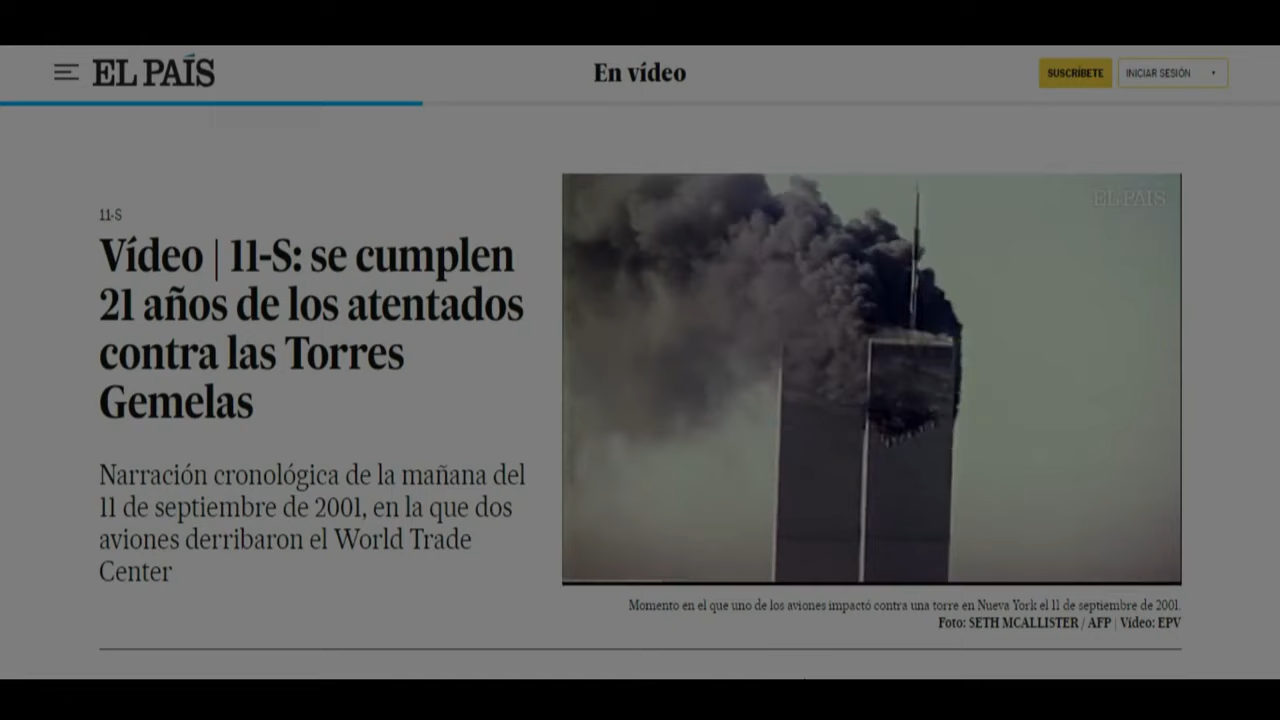 EL PAÍS
En vídeo
SUSCRÍBETE
INICIAR SESIÓN
11-S
Vídeo | 11-S: se cumplen
21 años de los atentados
contra las Torres
Gemelas
Narración cronológica de la mañana del
11 de septiembre de 2001, en la que dos
aviones derribaron el World Trade
Center
EL PAÍS
Momento en el que uno de los aviones impactó contra una torre en Nueva York el 11 de septiembre de 2001.
Foto: SETH MCALLISTER / AFP | Vídeo: EPV